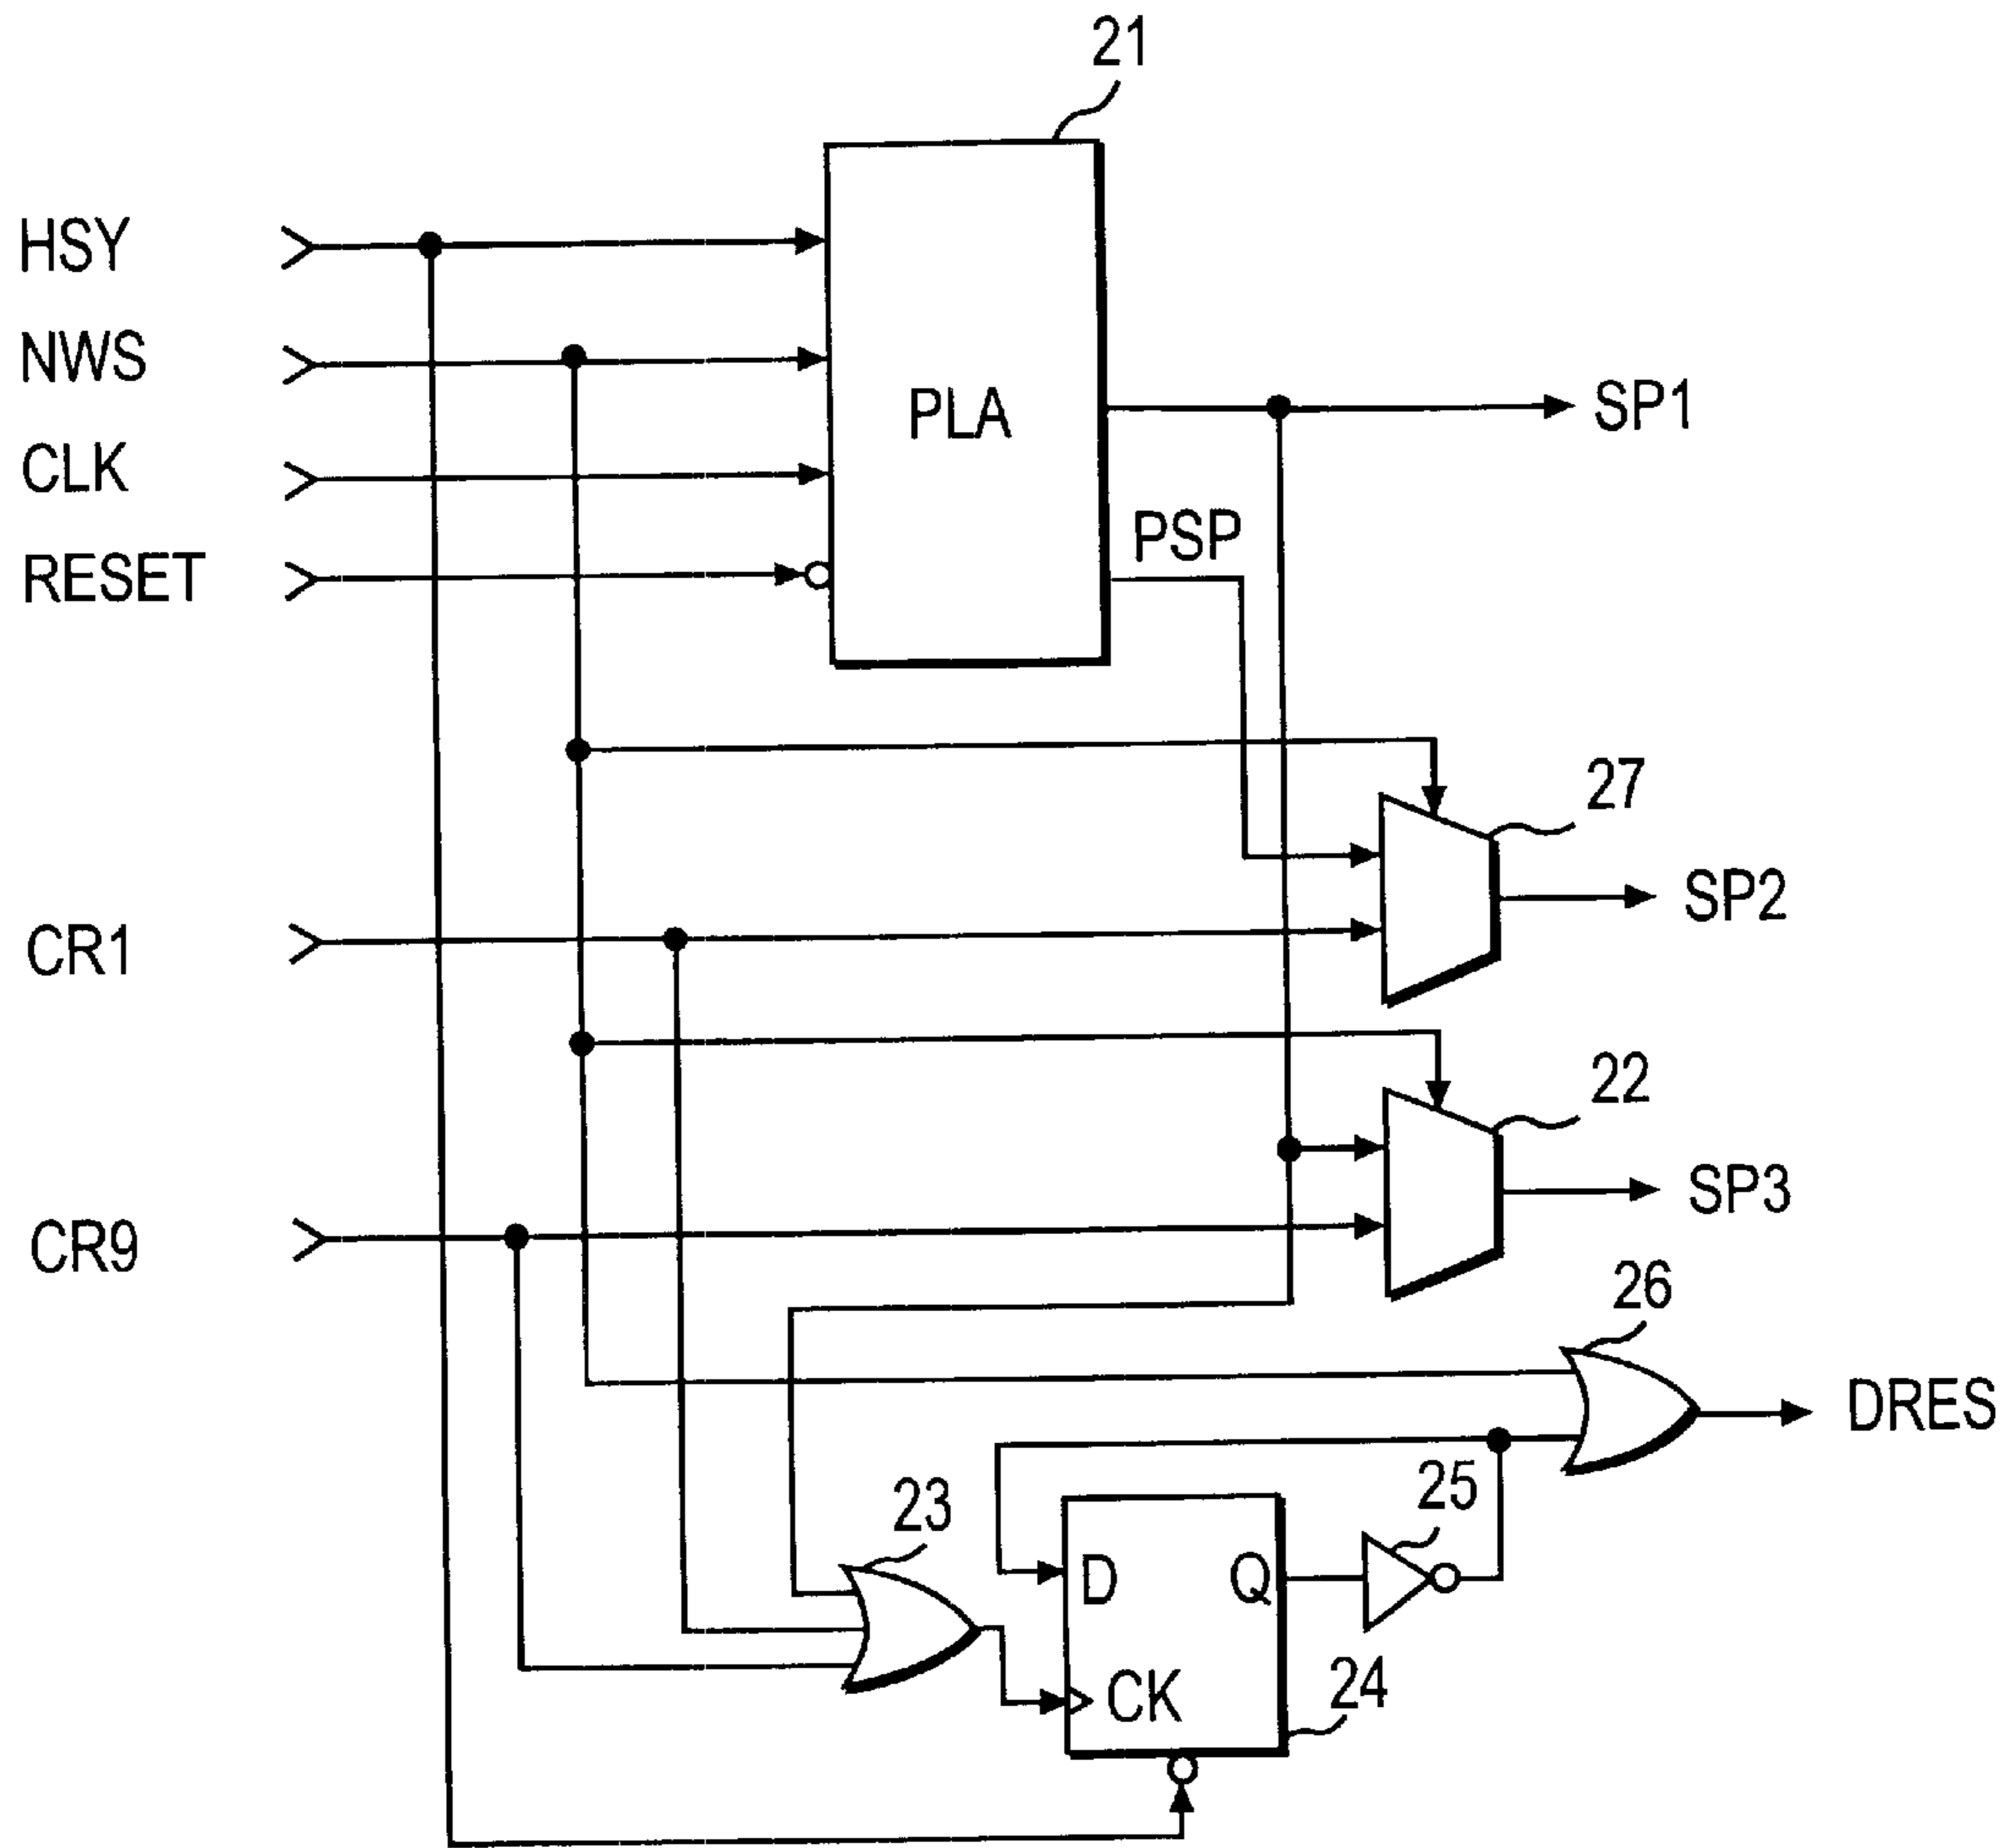 21
HSY
NWS
CLK
RESET
PLA
SP1
PSP
27
SP2
CR1
22
SP3
CR9
26
DRES
25
23
D
Q
CK
24